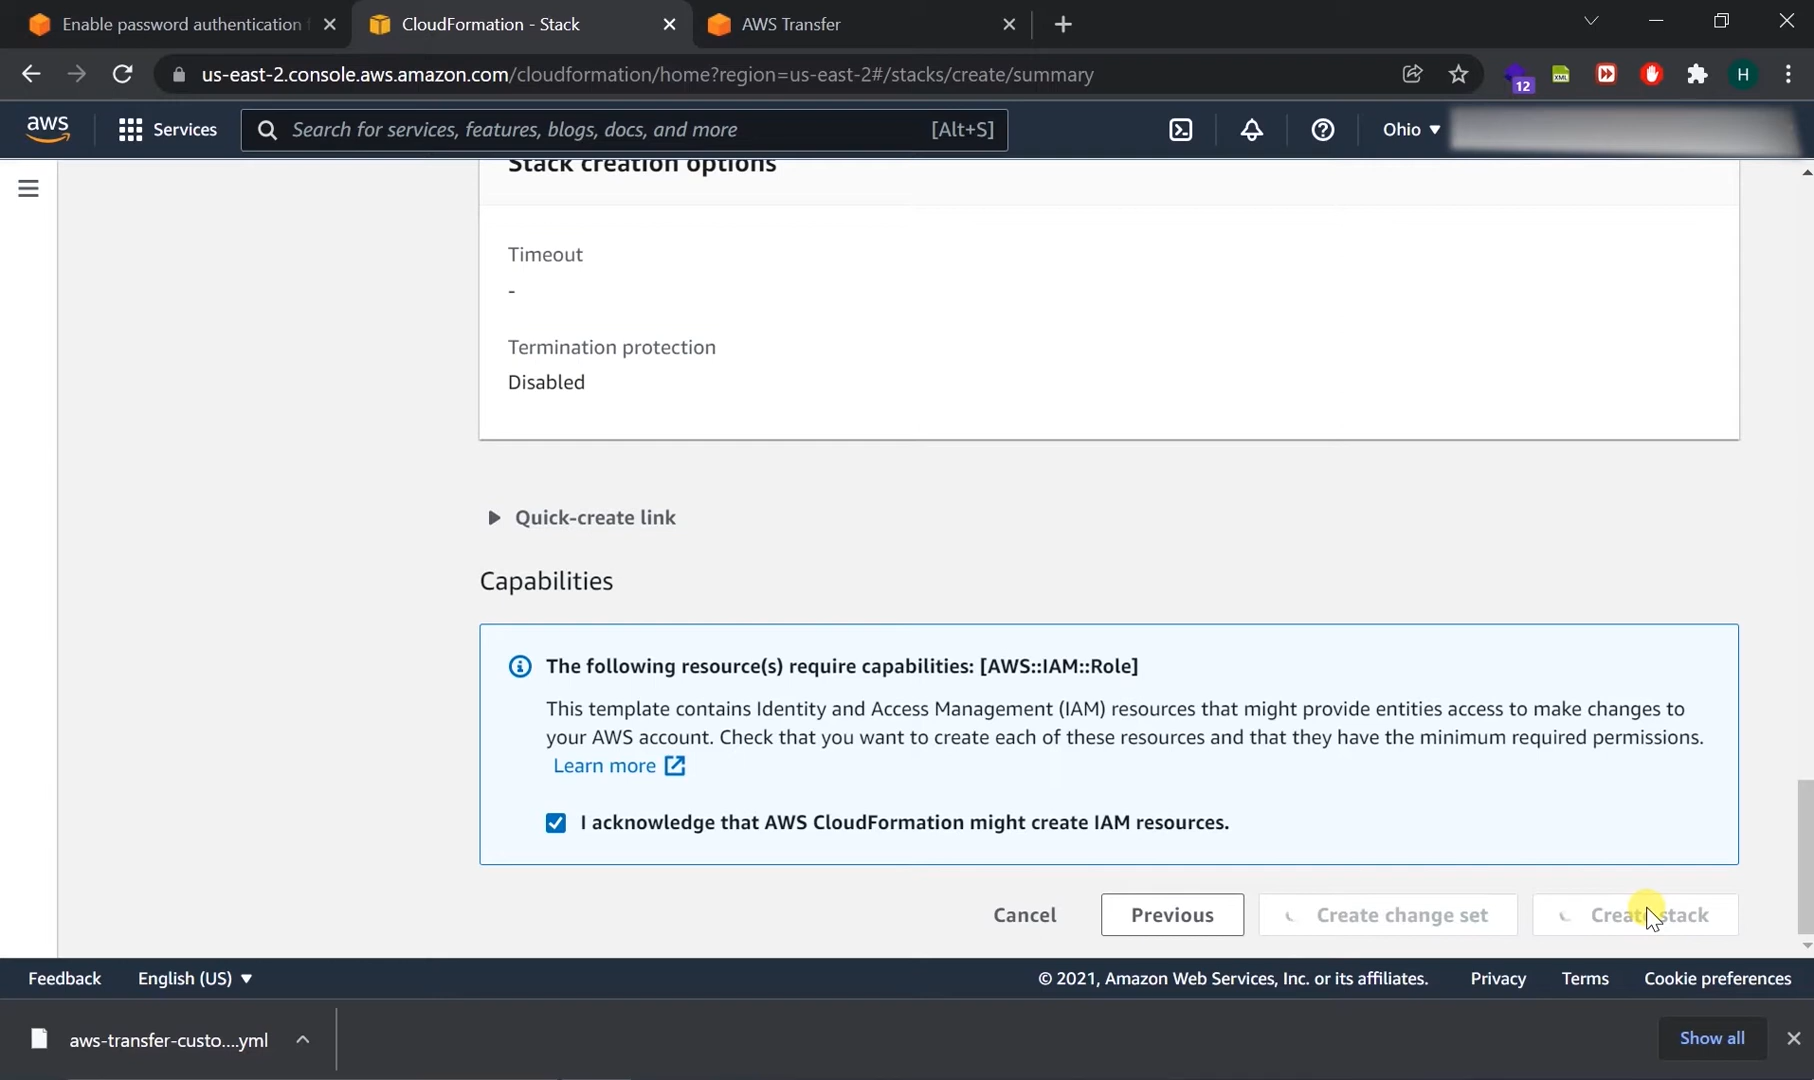 Enable password authentication
CloudFormation - Stack
AWS Transfer
us-east-2.console.aws.amazon.com/cloudformation/home?region=us-east-2#/stacks/create/summary
12
XML
H
aws
Services
Search for services, features, blogs, docs, and more
[Alt+S]
Ohio
Stack creation options
Timeout
-
Termination protection
Disabled
Quick-create link
Capabilities
The following resource(s) require capabilities: [AWS::IAM::Role]
This template contains Identity and Access Management (IAM) resources that might provide entities access to make changes to
your AWS account. Check that you want to create each of these resources and that they have the minimum required permissions.
Learn more
I acknowledge that AWS CloudFormation might create IAM resources.
Cancel
Previous
Create change set
Create stack
Feedback
English (US)
© 2021, Amazon Web Services, Inc. or its affiliates.
Privacy
Terms
Cookie preferences
aws-transfer-custo....yml
Show all